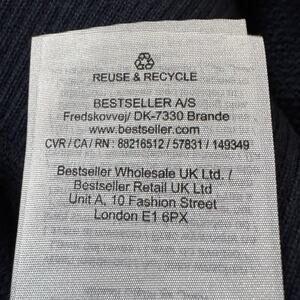 REUSE & RECYCLE
BESTSELLER A/S
Fredskovvej/ DK-7330 Brande
www.bestseller.com
CVR / CA / RN : 88216512 / 57831 / 149349
Bestseller Wholesale UK Ltd. /
Bestseller Retail UK Ltd
Unit A, 10 Fashion Street
London E1 6PX